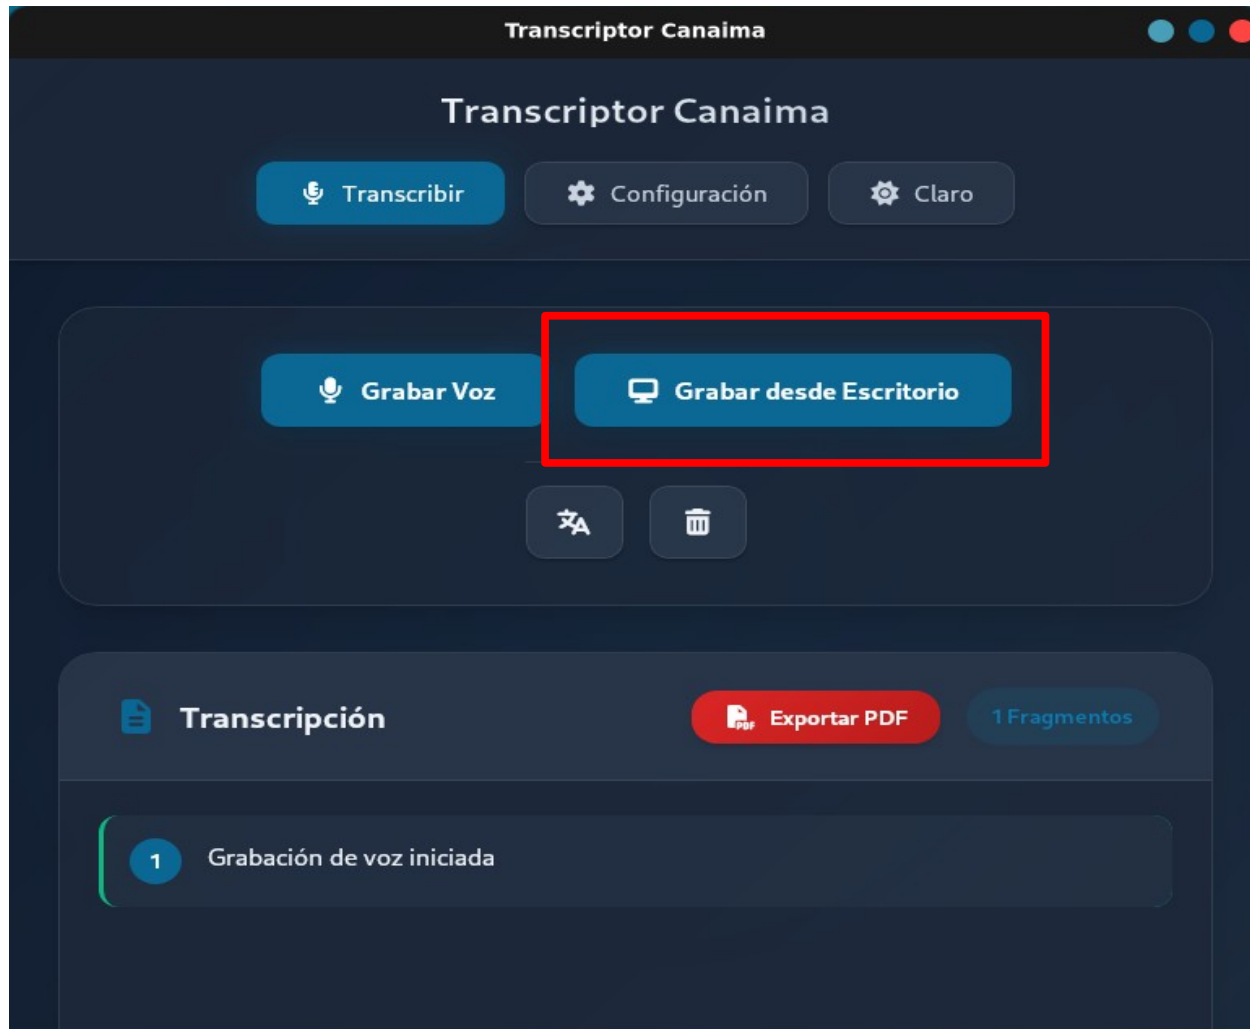 Transcriptor Canaima
Transcriptor Canaima
Transcribir Configuración Claro
Grabar Voz Grabar desde Escritorio
Transcripción Exportar PDF 1 Fragmentos
1 Grabación de voz iniciada